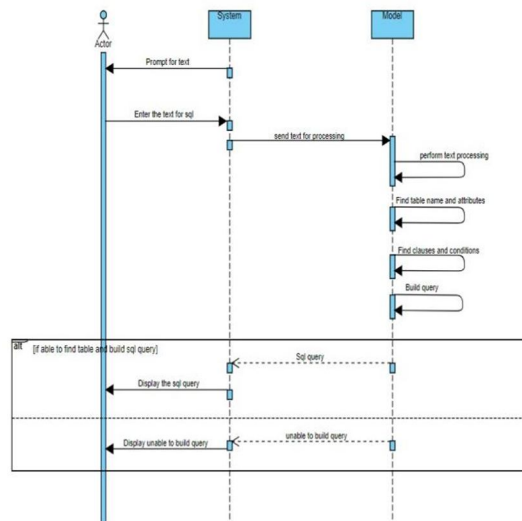 System
Model
Actor
Prompt for text
Enter the text for sql
send text for processing
perform text processing
Find table name and attributes
Find clauses and conditions
Build query
alt
[if able to find table and build sql query]
Sql query
Display the sql query
unable to build query
Display unable to build query